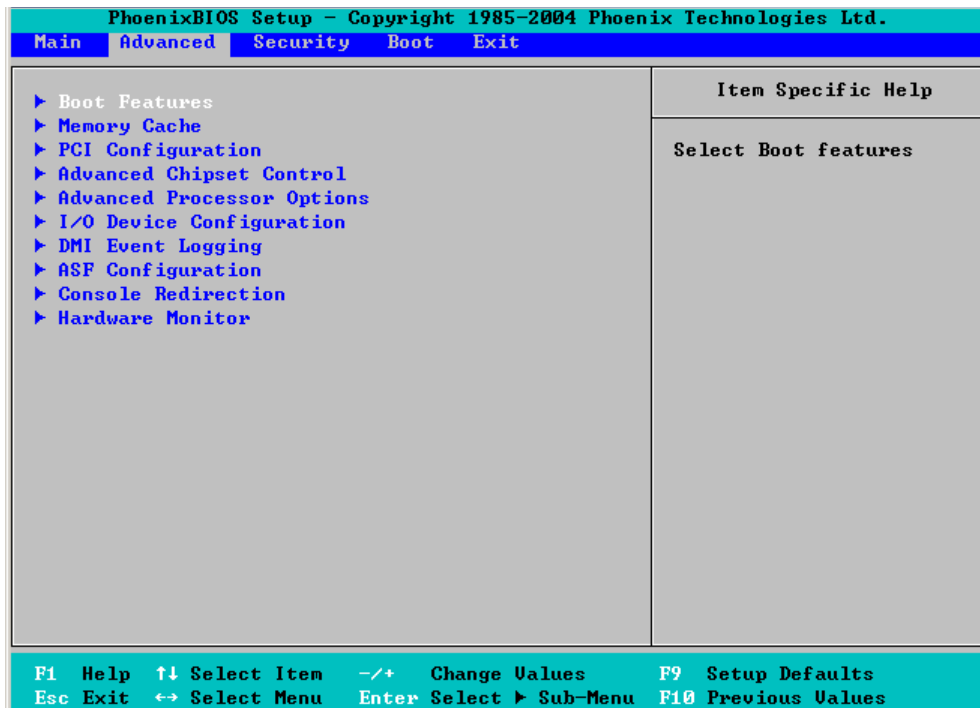 PhoenixBIOS Setup - Copyright 1985-2004 Phoenix Technologies Ltd.
Main Advanced Security Boot Exit
Boot Features
Memory Cache
PCI Configuration
Advanced Chipset Control
Advanced Processor Options
I/O Device Configuration
DMI Event Logging
ASF Configuration
Console Redirection
Hardware Monitor
Item Specific Help
Select Boot features
F1 Help ↑↓ Select Item -/+ Change Values F9 Setup Defaults
Esc Exit ↔ Select Menu Enter Select ▶ Sub-Menu F10 Previous Values